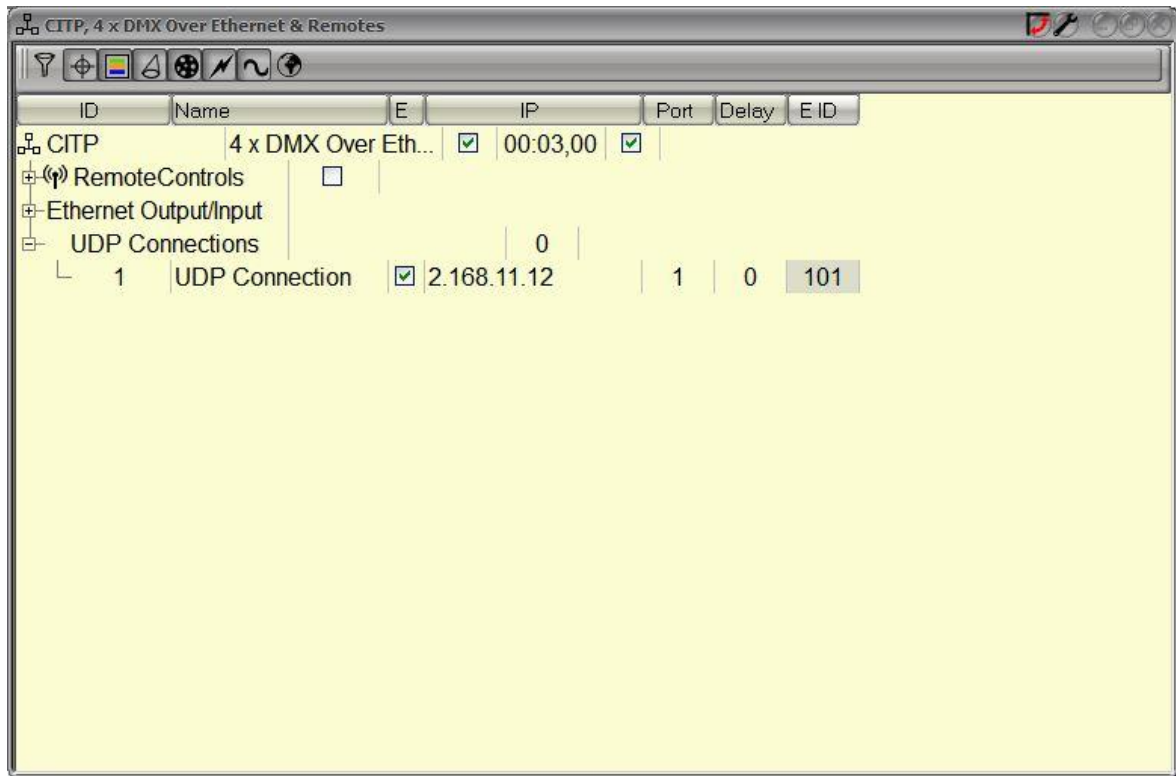 CITP, 4 x DMX Over Ethernet & Remotes
ID Name E IP Port Delay E ID
CITP 4 x DMX Over Eth... 00:03,00
RemoteControls
Ethernet Output/Input
UDP Connections 0
1 UDP Connection 2.168.11.12 1 0 101